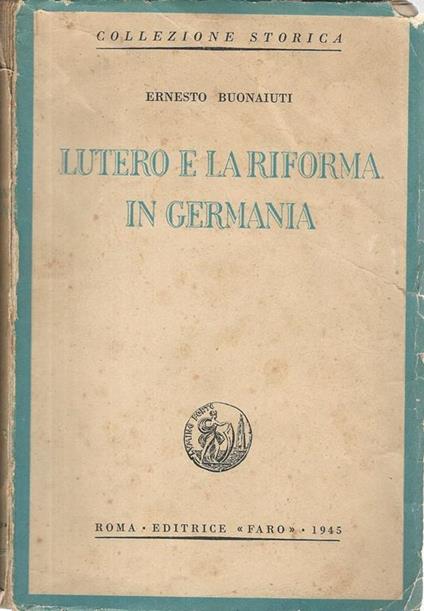 COLLEZIONE STORICA
ERNESTO BUONAIUTI
LUTERO E LA RIFORMA
IN GERMANIA
ROMA · EDITRICE «FARO» · 1945